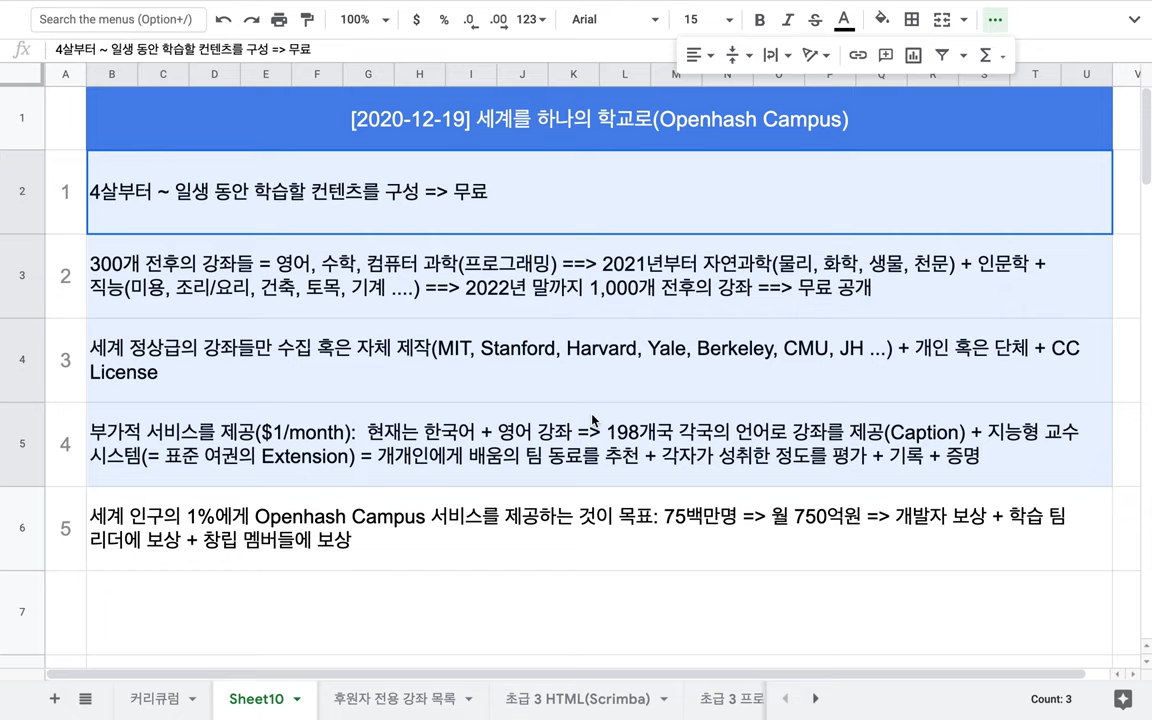 Search the menus (Option+/)
100%
$ % .0 .00 123
Arial
15
B I S A
fx 4살부터 ~ 일생 동안 학습할 컨텐츠를 구성 => 무료
A B C D E F G H I J K L M N O P Q R S T U V
1 [2020-12-19] 세계를 하나의 학교로(Openhash Campus)
2 1 4살부터 ~ 일생 동안 학습할 컨텐츠를 구성 => 무료
3 2 300개 전후의 강좌들 = 영어, 수학, 컴퓨터 과학(프로그래밍) ==> 2021년부터 자연과학(물리, 화학, 생물, 천문) + 인문학 +
직능(미용, 조리/요리, 건축, 토목, 기계 ....) ==> 2022년 말까지 1,000개 전후의 강좌 ==> 무료 공개
4 3 세계 정상급의 강좌들만 수집 혹은 자체 제작(MIT, Stanford, Harvard, Yale, Berkeley, CMU, JH ...) + 개인 혹은 단체 + CC
License
5 4 부가적 서비스를 제공($1/month): 현재는 한국어 + 영어 강좌 => 198개국 각국의 언어로 강좌를 제공(Caption) + 지능형 교수
시스템(= 표준 여권의 Extension) = 개개인에게 배움의 팀 동료를 추천 + 각자가 성취한 정도를 평가 + 기록 + 증명
6 5 세계 인구의 1%에게 Openhash Campus 서비스를 제공하는 것이 목표: 75백만명 => 월 750억원 => 개발자 보상 + 학습 팀
리더에 보상 + 창립 멤버들에 보상
7
커리큐럼 Sheet10 후원자 전용 강좌 목록 초급 3 HTML(Scrimba) 초급 3 프로 Count: 3